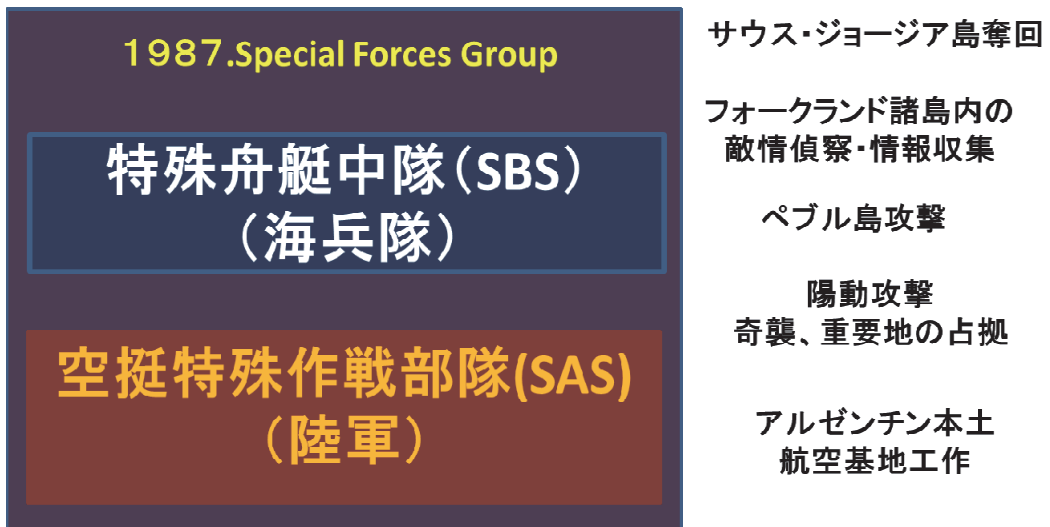 1987.Special Forces Group
特殊舟艇中隊(SBS)
(海兵隊)
空挺特殊作戦部隊(SAS)
(陸軍)
サウス・ジョージア島奪回
フォークランド諸島内の
敵情偵察・情報収集
ペブル島攻撃
陽動攻撃
奇襲、重要地の占拠
アルゼンチン本土
航空基地工作